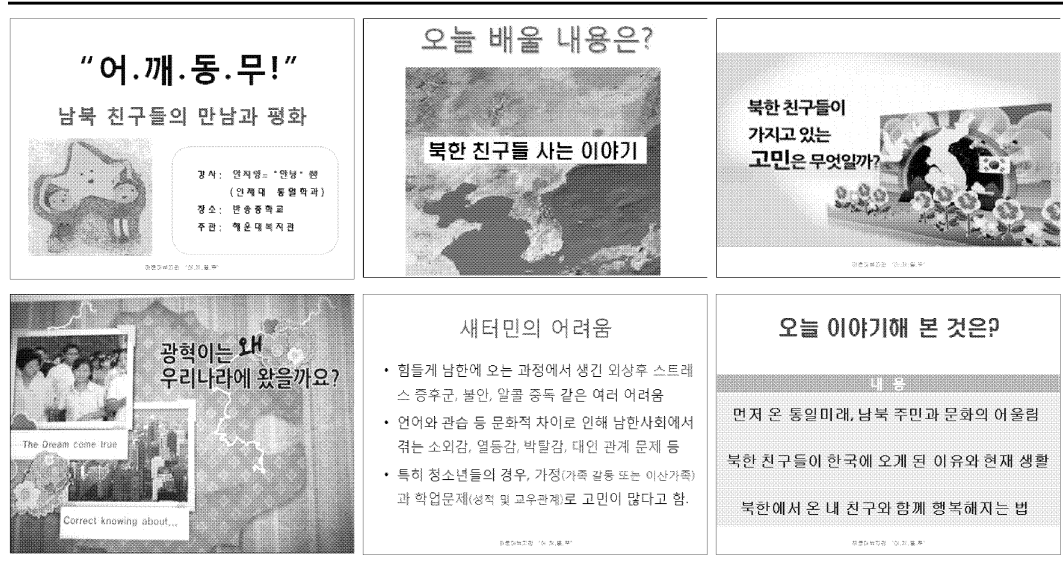 "어.깨.동.무!"
남북 친구들의 만남과 평화
강사: 안지영= "안녕" 쌤
(인제대 통일학과)
장소: 반송중학교
주관: 해운대복지관
오늘 배울 내용은?
북한 친구들 사는 이야기
북한 친구들이
가지고 있는
고민은 무엇일까?
광혁이는 왜
우리나라에 왔을까요?
The Dream come true
Correct knowing about...
새터민의 어려움
• 힘들게 남한에 오는 과정에서 생긴 외상후 스트레
스 증후군, 불안, 알콜 중독 같은 여러 어려움
• 언어와 관습 등 문화적 차이로 인해 남한사회에서
겪는 소외감, 열등감, 박탈감, 대인 관계 문제 등
• 특히 청소년들의 경우, 가정(가족 갈등 또는 이산가족)
과 학업문제(성적 및 교우관계)로 고민이 많다고 함.
오늘 이야기해 본 것은?
내 용
먼저 온 통일미래, 남북 주민과 문화의 어울림
북한 친구들이 한국에 오게 된 이유와 현재 생활
북한에서 온 내 친구와 함께 행복해지는 법